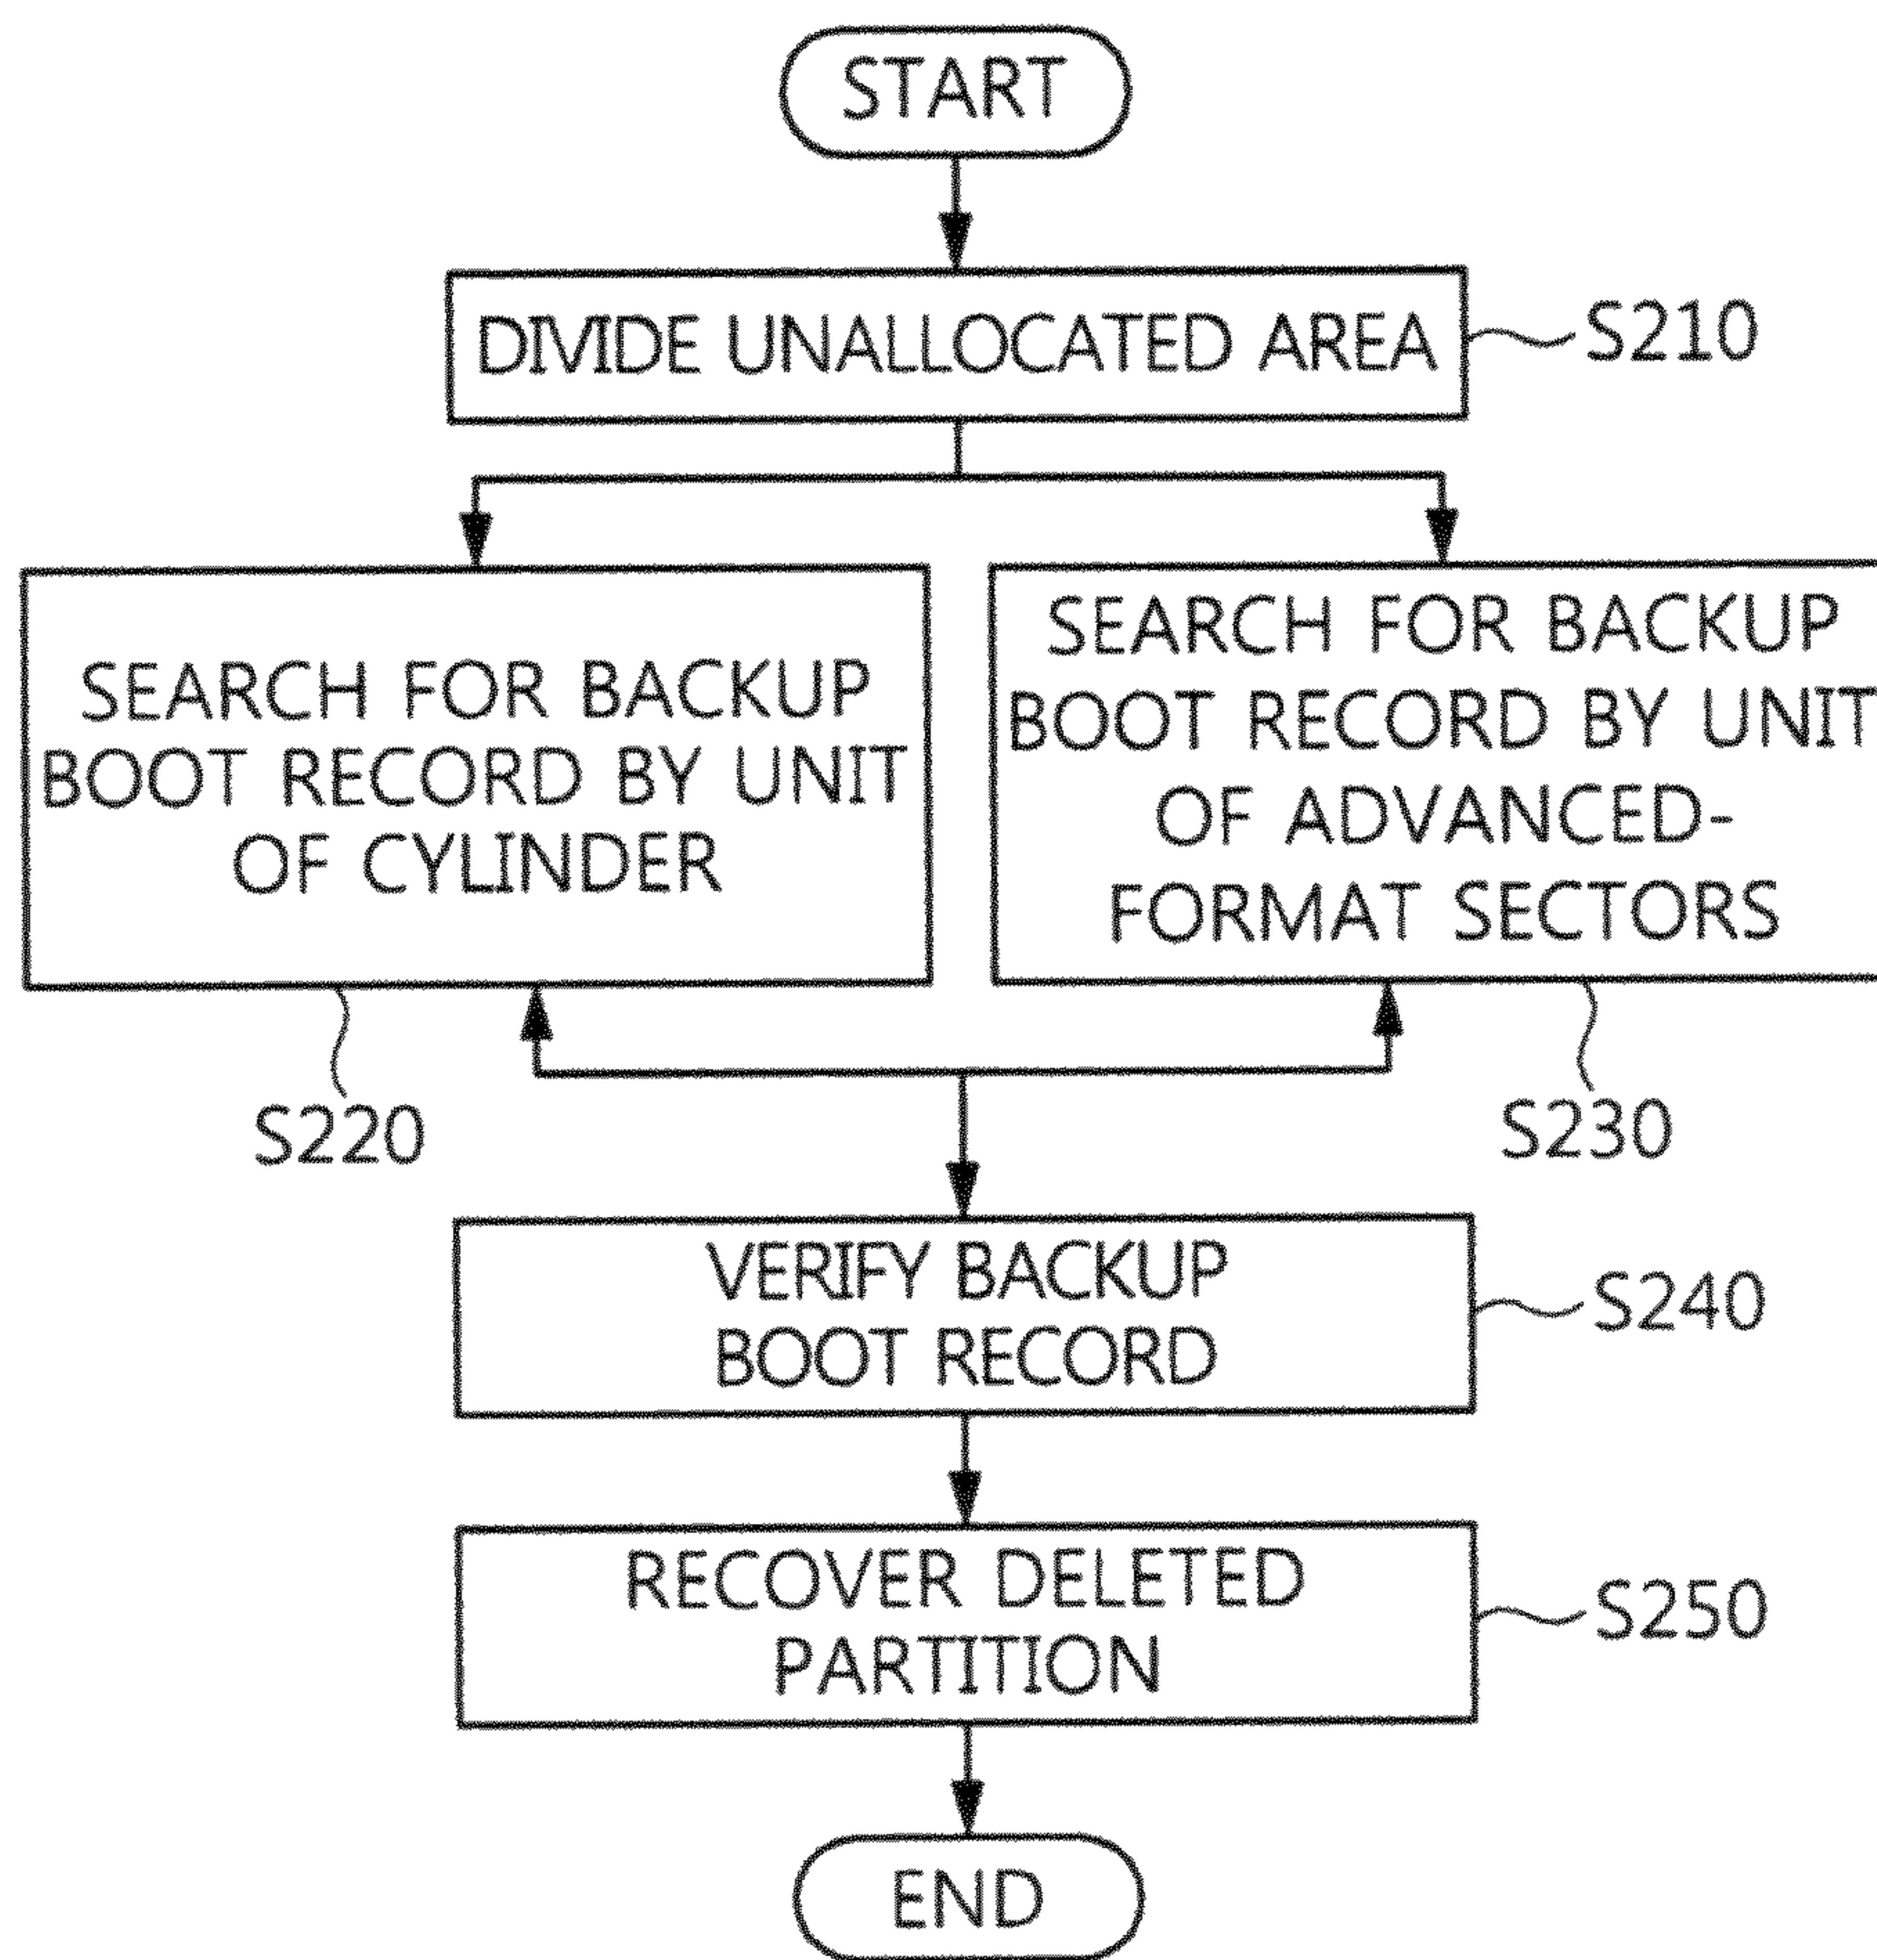 START
DIVIDE UNALLOCATED AREA
S210
SEARCH FOR BACKUP
BOOT RECORD BY UNIT
OF CYLINDER
S220
SEARCH FOR BACKUP
BOOT RECORD BY UNIT
OF ADVANCED-
FORMAT SECTORS
S230
VERIFY BACKUP
BOOT RECORD
S240
RECOVER DELETED
PARTITION
S250
END